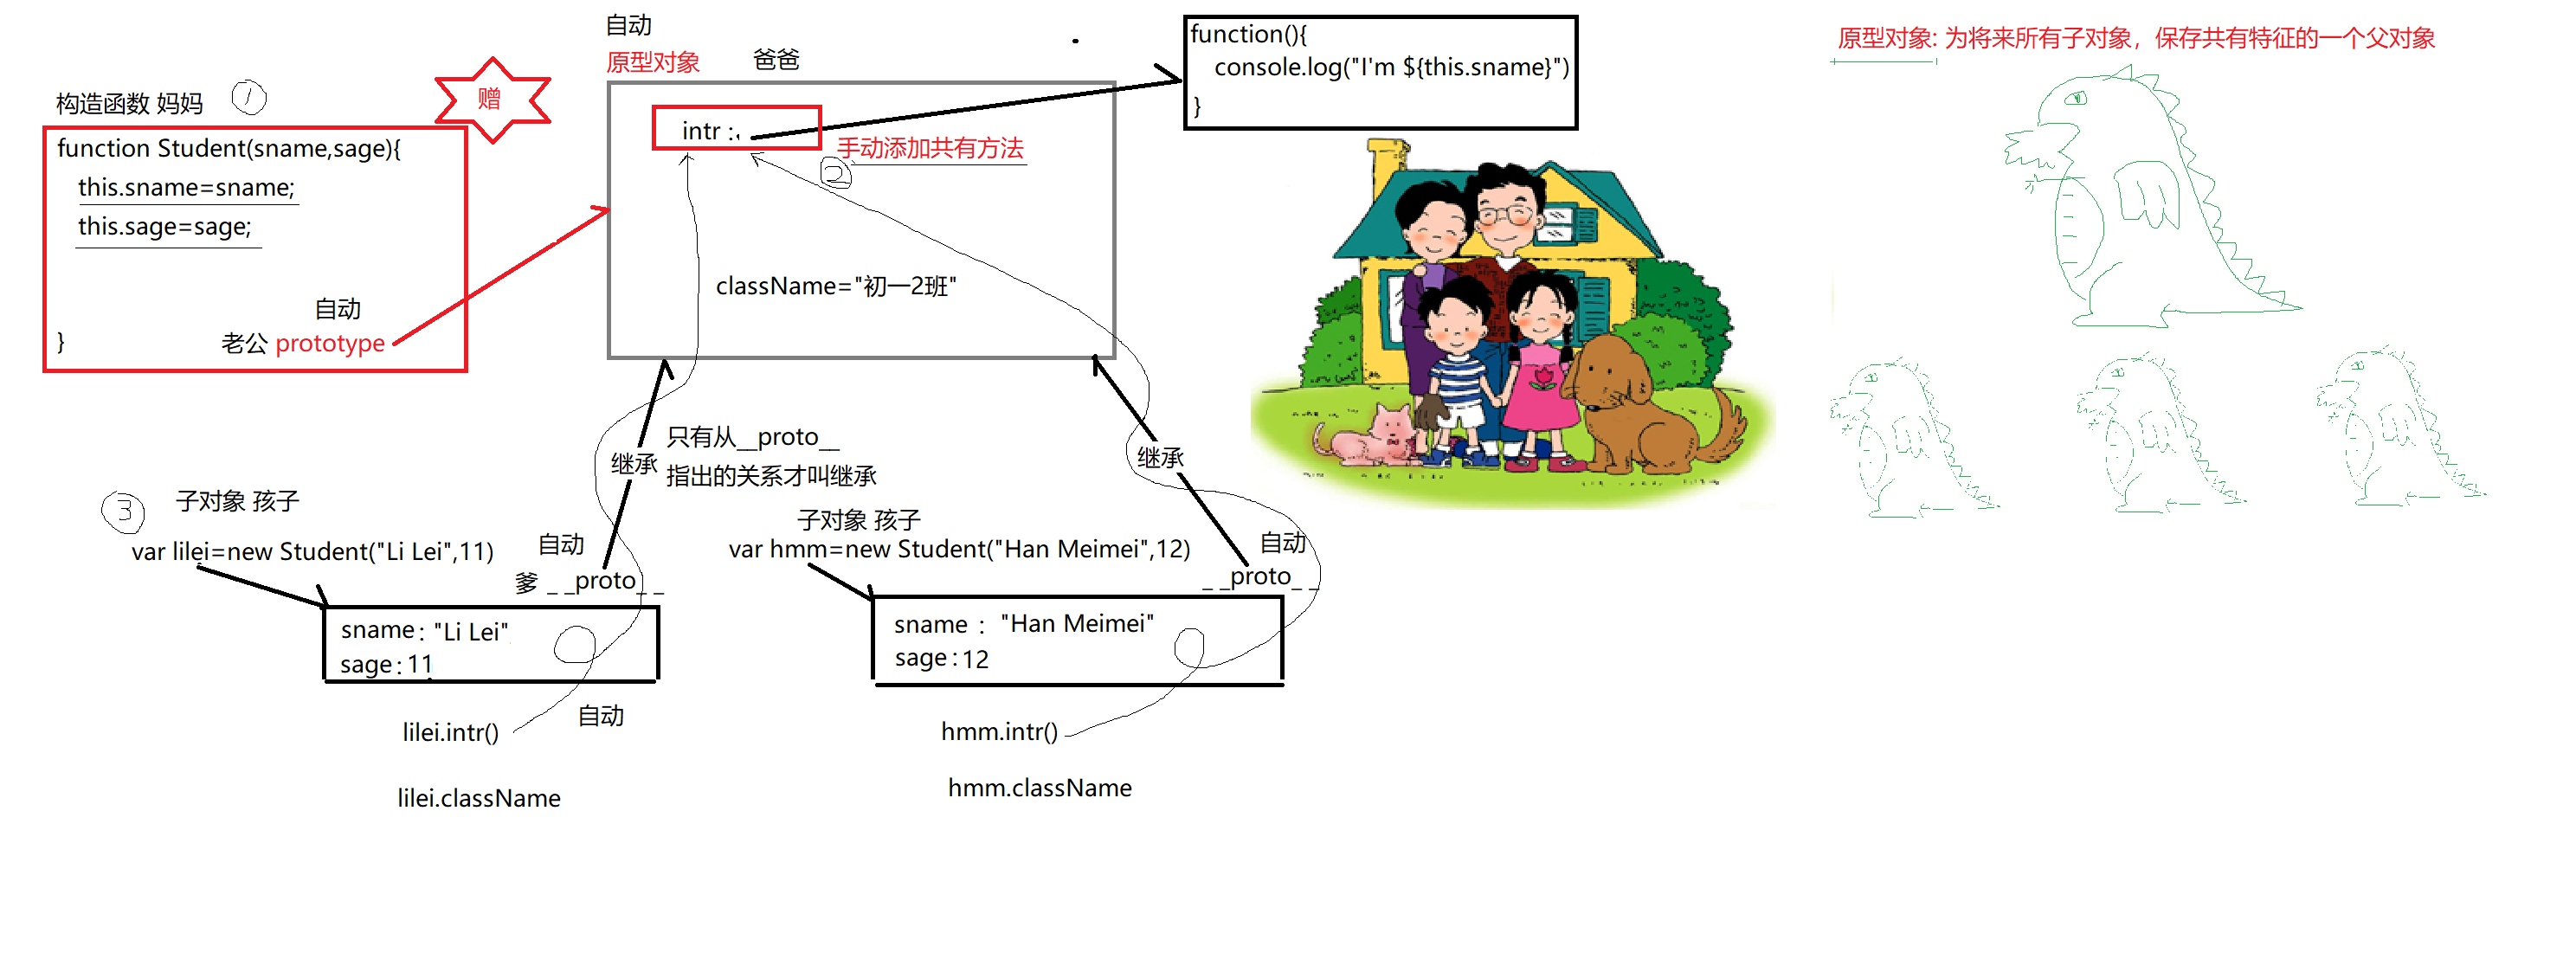 自动
原型对象 爸爸
构造函数 妈妈 1
赠
function Student(sname,sage){
this.sname=sname;
this.sage=sage;
自动
}
老公 prototype
intr :
手动添加共有方法
2
className="初一2班"
function(){
console.log("I'm ${this.sname}")
}
原型对象: 为将来所有子对象，保存共有特征的一个父对象
继承
只有从__proto__
指出的关系才叫继承
继承
3
子对象 孩子
var lilei=new Student("Li Lei",11)
自动
爹 __proto__
sname: "Li Lei"
sage: 11
自动
lilei.intr()
lilei.className
子对象 孩子
var hmm=new Student("Han Meimei",12)
自动
__proto__
sname : "Han Meimei"
sage: 12
hmm.intr()
hmm.className